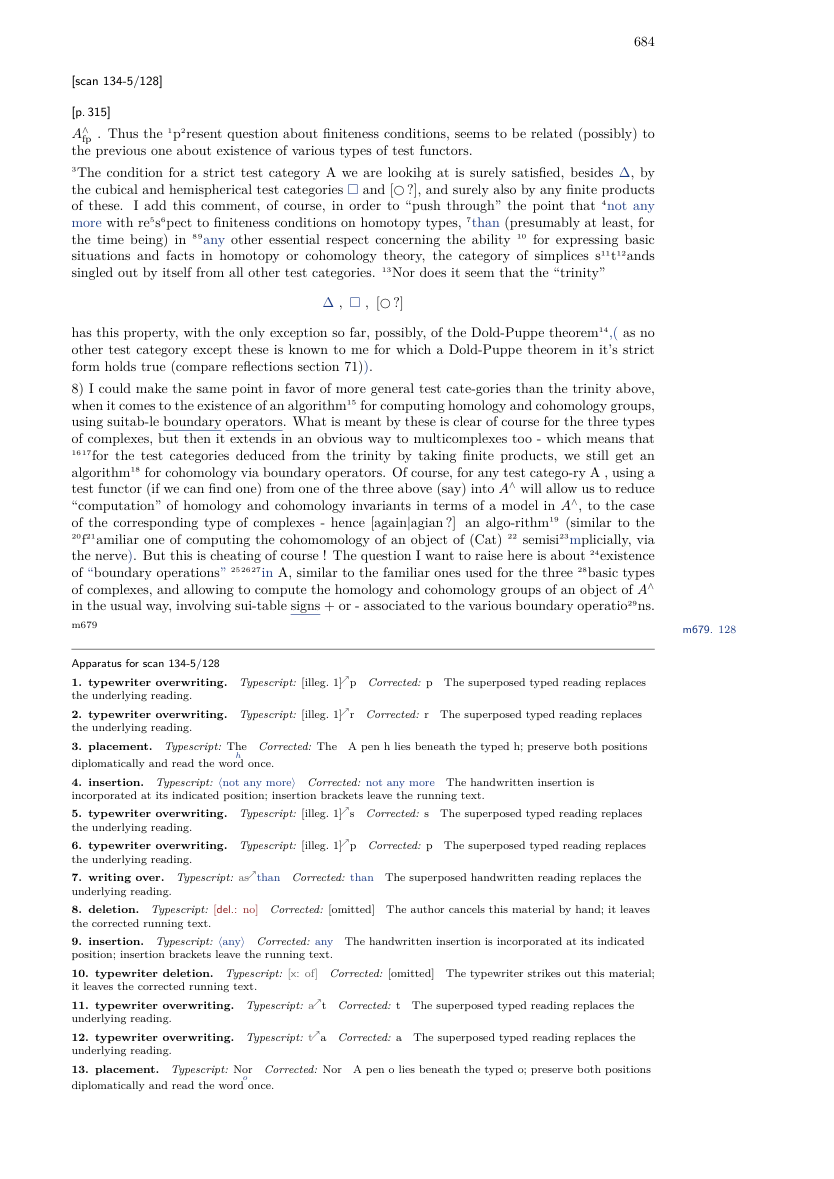 684
[scan 134-5/128]
[p. 315]
A^∧_fp . Thus the ¹p²resent question about finiteness conditions, seems to be related (possibly) to
the previous one about existence of various types of test functors.
³The condition for a strict test category A we are lookihg at is surely satisfied, besides Δ, by
the cubical and hemispherical test categories □ and [○ ?], and surely also by any finite products
of these. I add this comment, of course, in order to “push through” the point that ⁴not any
more with re⁵s⁶pect to finiteness conditions on homotopy types, ⁷than (presumably at least, for
the time being) in ⁸⁹any other essential respect concerning the ability ¹⁰ for expressing basic
situations and facts in homotopy or cohomology theory, the category of simplices s¹¹t¹²ands
singled out by itself from all other test categories. ¹³Nor does it seem that the “trinity”
Δ , □ , [○ ?]
has this property, with the only exception so far, possibly, of the Dold-Puppe theorem¹⁴,( as no
other test category except these is known to me for which a Dold-Puppe theorem in it’s strict
form holds true (compare reflections section 71)).
8) I could make the same point in favor of more general test cate-gories than the trinity above,
when it comes to the existence of an algorithm¹⁵ for computing homology and cohomology groups,
using suitab-le boundary operators. What is meant by these is clear of course for the three types
of complexes, but then it extends in an obvious way to multicomplexes too - which means that
¹⁶¹⁷for the test categories deduced from the trinity by taking finite products, we still get an
algorithm¹⁸ for cohomology via boundary operators. Of course, for any test catego-ry A , using a
test functor (if we can find one) from one of the three above (say) into A^∧ will allow us to reduce
“computation” of homology and cohomology invariants in terms of a model in A^∧, to the case
of the corresponding type of complexes - hence [again|agian ?] an algo-rithm¹⁹ (similar to the
²⁰f²¹amiliar one of computing the cohomomology of an object of (Cat) ²² semisi²³mplicially, via
the nerve). But this is cheating of course ! The question I want to raise here is about ²⁴existence
of “boundary operations” ²⁵²⁶²⁷in A, similar to the familiar ones used for the three ²⁸basic types
of complexes, and allowing to compute the homology and cohomology groups of an object of A^∧
in the usual way, involving sui-table signs + or - associated to the various boundary operatio²⁹ns.
m679
m679. 128
Apparatus for scan 134-5/128
1. typewriter overwriting. Typescript: [illeg. 1]↗p Corrected: p The superposed typed reading replaces
the underlying reading.
2. typewriter overwriting. Typescript: [illeg. 1]↗r Corrected: r The superposed typed reading replaces
the underlying reading.
3. placement. Typescript: The Corrected: The A pen h lies beneath the typed h; preserve both positions
h
diplomatically and read the word once.
4. insertion. Typescript: ⟨not any more⟩ Corrected: not any more The handwritten insertion is
incorporated at its indicated position; insertion brackets leave the running text.
5. typewriter overwriting. Typescript: [illeg. 1]↗s Corrected: s The superposed typed reading replaces
the underlying reading.
6. typewriter overwriting. Typescript: [illeg. 1]↗p Corrected: p The superposed typed reading replaces
the underlying reading.
7. writing over. Typescript: as↗than Corrected: than The superposed handwritten reading replaces the
underlying reading.
8. deletion. Typescript: [del.: no] Corrected: [omitted] The author cancels this material by hand; it leaves
the corrected running text.
9. insertion. Typescript: ⟨any⟩ Corrected: any The handwritten insertion is incorporated at its indicated
position; insertion brackets leave the running text.
10. typewriter deletion. Typescript: [x: of] Corrected: [omitted] The typewriter strikes out this material;
it leaves the corrected running text.
11. typewriter overwriting. Typescript: a↗t Corrected: t The superposed typed reading replaces the
underlying reading.
12. typewriter overwriting. Typescript: t↗a Corrected: a The superposed typed reading replaces the
underlying reading.
13. placement. Typescript: Nor Corrected: Nor A pen o lies beneath the typed o; preserve both positions
o
diplomatically and read the word once.